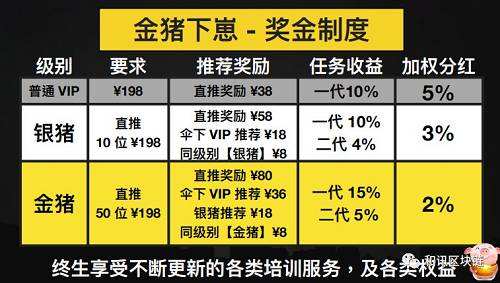 金猪下崽 - 奖金制度
级别 要求 推荐奖励 任务收益 加权分红
普通 VIP ¥198 直推奖励 ¥38 一代10% 5%
银猪 直推 10 位 ¥198 直推奖励 ¥58 一代 10% 3%
伞下 VIP 推荐 ¥18 二代 4%
同级别【银猪】¥8
金猪 直推 50 位 ¥198 直推奖励 ¥80 一代 15% 2%
伞下 VIP 推荐 ¥36 二代 5%
银猪推荐 ¥18
同级别【金猪】¥8
终生享受不断更新的各类培训服务，及各类权益
和讯区块链